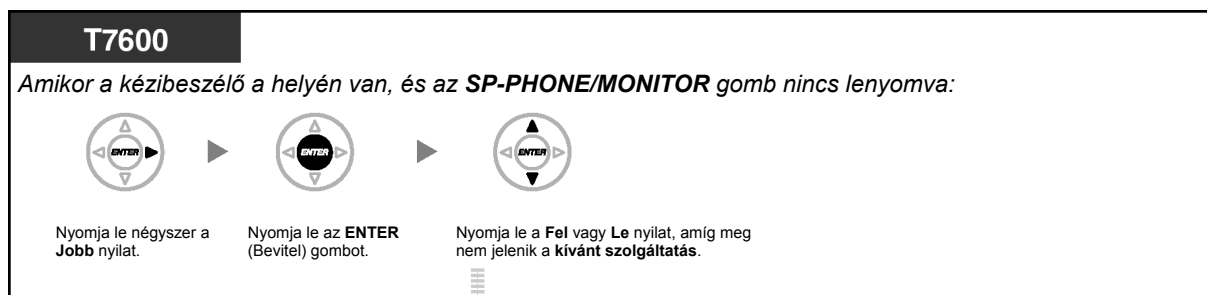 T7600
Amikor a kézibeszélő a helyén van, és az SP-PHONE/MONITOR gomb nincs lenyomva:
ENTER ENTER ENTER
Nyomja le négyszer a
Jobb nyilat.
Nyomja le az ENTER
(Bevitel) gombot.
Nyomja le a Fel vagy Le nyilat, amíg meg
nem jelenik a kívánt szolgáltatás.